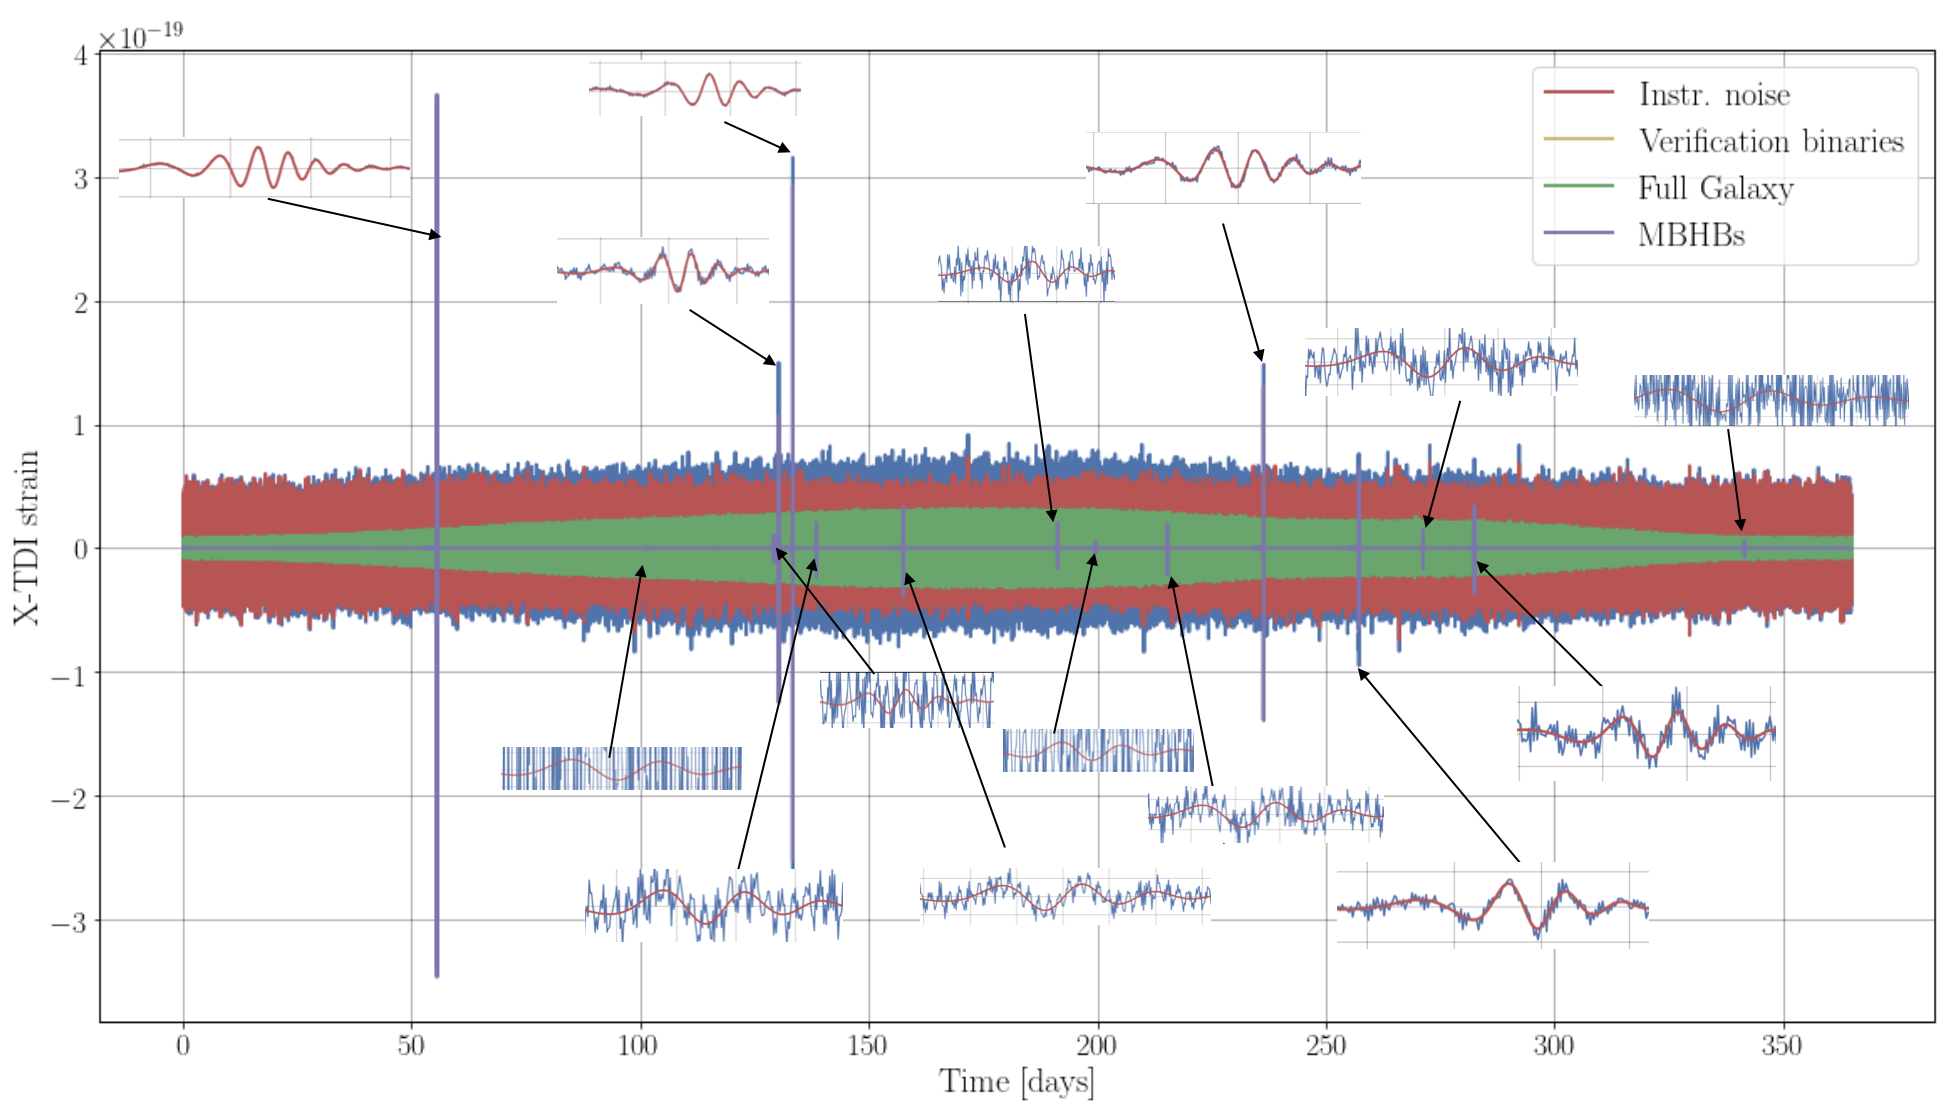 ×10⁻¹⁹
4
3
2
1
0
−1
−2
−3
X-TDI strain
Instr. noise
Verification binaries
Full Galaxy
MBHBs
0 50 100 150 200 250 300 350
Time [days]